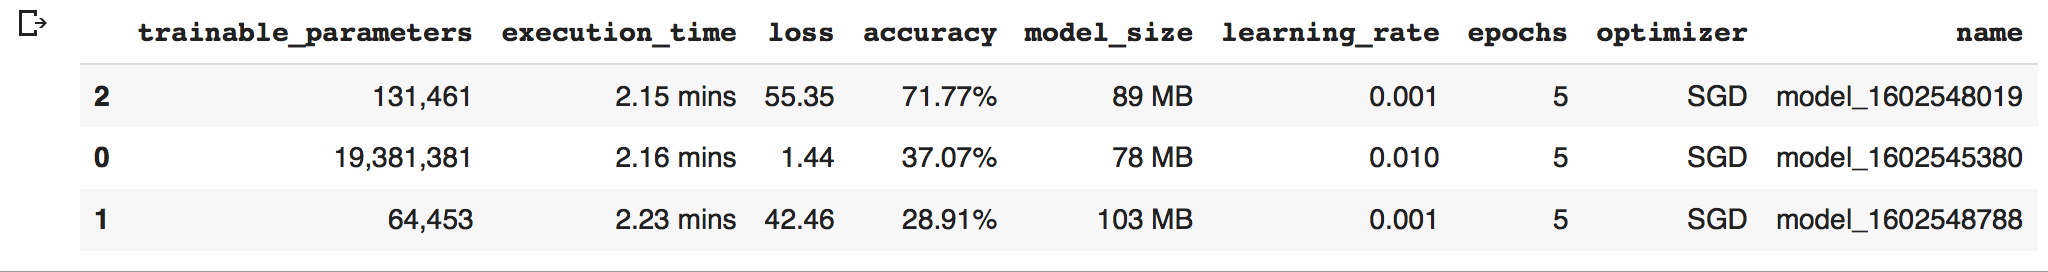 trainable_parameters execution_time loss accuracy model_size learning_rate epochs optimizer name
2 131,461 2.15 mins 55.35 71.77% 89 MB 0.001 5 SGD model_1602548019
0 19,381,381 2.16 mins 1.44 37.07% 78 MB 0.010 5 SGD model_1602545380
1 64,453 2.23 mins 42.46 28.91% 103 MB 0.001 5 SGD model_1602548788